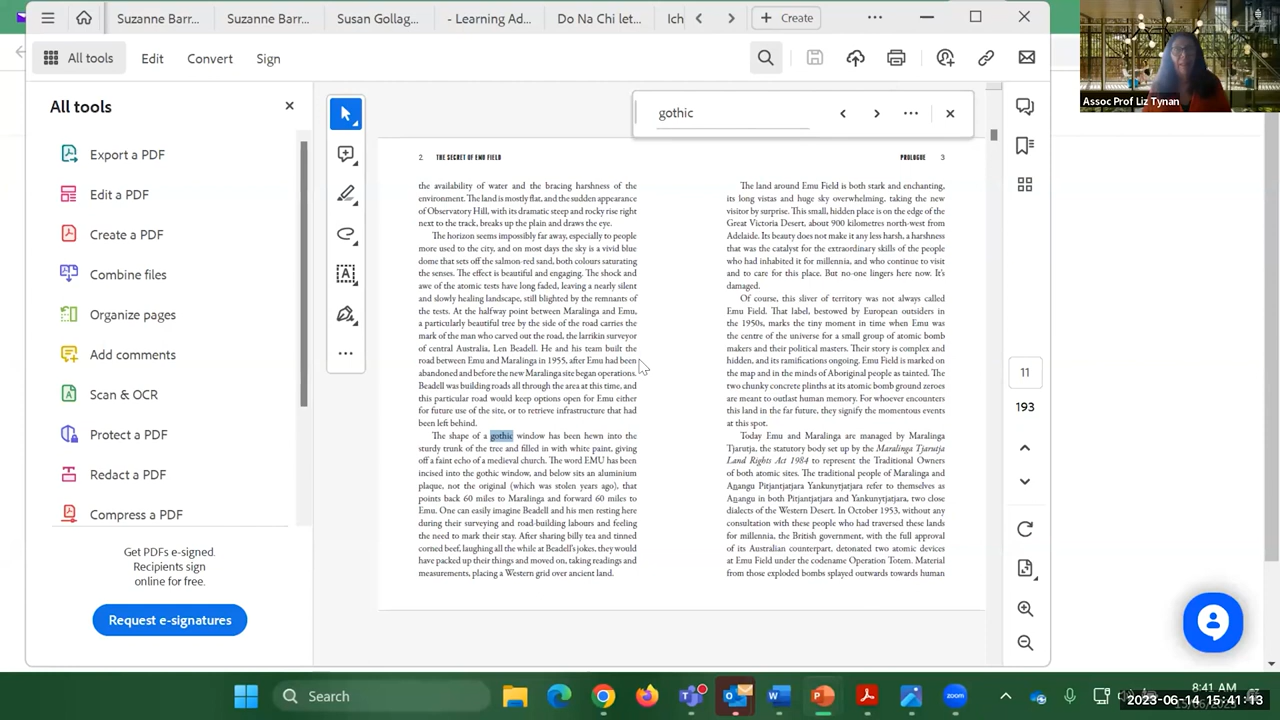 Suzanne Barr...
Suzanne Barr...
Susan Gollag...
- Learning Ad...
Do Na Chi let...
Ich
Create
All tools
Edit
Convert
Sign
Assoc Prof Liz Tynan
All tools
Export a PDF
Edit a PDF
Create a PDF
Combine files
Organize pages
Add comments
Scan & OCR
Protect a PDF
Redact a PDF
Compress a PDF
Get PDFs e-signed.
Recipients sign
online for free.
Request e-signatures
gothic
2 THE SECRET OF EMU FIELD
the availability of water and the bracing harshness of the
environment. The land is mostly flat, and the sudden appearance
of Observatory Hill, with its dramatic steep and rocky rise right
next to the track, breaks up the plain and draws the eye.
The horizon seems impossibly far away, especially to people
more used to the city, and on most days the sky is a vivid blue
dome that sets off the salmon-red sand, both colours saturating
the senses. The effect is beautiful and engaging. The shock and
awe of the atomic tests have long faded, leaving a nearly silent
and slowly healing landscape, still blighted by the remnants of
the tests. At the halfway point between Maralinga and Emu,
a particularly beautiful tree by the side of the road carries the
mark of the man who carved out the road, the larrikin surveyor
of central Australia, Len Beadell. He and his team built the
road between Emu and Maralinga in 1955, after Emu had been
abandoned and before the new Maralinga site began operations.
Beadell was building roads all through the area at this time, and
this particular road would keep options open for Emu either
for future use of the site, or to retrieve infrastructure that had
been left behind.
The shape of a gothic window has been hewn into the
sturdy trunk of the tree and filled in with white paint, giving
off a faint echo of a medieval church. The word EMU has been
incised into the gothic window, and below sits an aluminium
plaque, not the original (which was stolen years ago), that
points back 60 miles to Maralinga and forward 60 miles to
Emu. One can easily imagine Beadell and his men resting here
during their surveying and road-building labours and feeling
the need to mark their stay. After sharing billy tea and tinned
corned beef, laughing all the while at Beadell's jokes, they would
have packed up their things and moved on, taking readings and
measurements, placing a Western grid over ancient land.
PROLOGUE 3
The land around Emu Field is both stark and enchanting,
its long vistas and huge sky overwhelming, taking the new
visitor by surprise. This small, hidden place is on the edge of the
Great Victoria Desert, about 900 kilometres north-west from
Adelaide. Its beauty does not make it any less harsh, a harshness
that was the catalyst for the extraordinary skills of the people
who had inhabited it for millennia, and who continue to visit
and to care for this place. But no-one lingers here now. It's
damaged.
Of course, this sliver of territory was not always called
Emu Field. That label, bestowed by European outsiders in
the 1950s, marks the tiny moment in time when Emu was
the centre of the universe for a small group of atomic bomb
makers and their political masters. Their story is complex and
hidden, and its ramifications ongoing. Emu Field is marked on
the map and in the minds of Aboriginal people as tainted. The
two chunky concrete plinths at its atomic bomb ground zeroes
are meant to outlast human memory. For whoever encounters
this land in the far future, they signify the momentous events
at this spot.
Today Emu and Maralinga are managed by Maralinga
Tjarutja, the statutory body set up by the Maralinga Tjarutja
Land Rights Act 1984 to represent the Traditional Owners
of both atomic sites. The traditional people of Maralinga and
Aṉangu Pitjantjatjara Yankunytjatjara refer to themselves as
Aṉangu in both Pitjantjatjara and Yankunytjatjara, two close
dialects of the Western Desert. In October 1953, without any
consultation with these people who had traversed these lands
for millennia, the British government, with the full approval
of its Australian counterpart, detonated two atomic devices
at Emu Field under the codename Operation Totem. Material
from those exploded bombs splayed outwards towards human
11
193
Search
8:41 AM
2023-06-14, 15:41:13